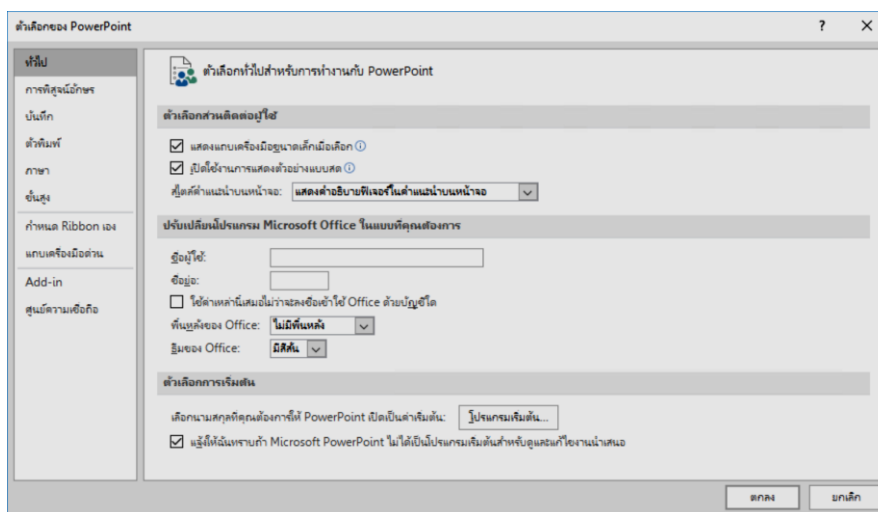 ตัวเลือกของ PowerPoint
ทั่วไป
การพิสูจน์อักษร
บันทึก
ตัวพิมพ์
ภาษา
ขั้นสูง
กำหนด Ribbon เอง
แถบเครื่องมือด่วน
Add-in
ศูนย์ความเชื่อถือ
ตัวเลือกทั่วไปสำหรับการทำงานกับ PowerPoint
ตัวเลือกส่วนติดต่อผู้ใช้
แสดงแถบเครื่องมือขนาดเล็กเมื่อเลือก
เปิดใช้งานการแสดงตัวอย่างแบบสด
สไตล์คำแนะนำบนหน้าจอ: แสดงคำอธิบายฟีเจอร์ในคำแนะนำบนหน้าจอ
ปรับเปลี่ยนโปรแกรม Microsoft Office ในแบบที่คุณต้องการ
ชื่อผู้ใช้:
ชื่อย่อ:
ใช้ค่าเหล่านี้เสมอไม่ว่าจะลงชื่อเข้าใช้ Office ด้วยบัญชีใด
พื้นหลังของ Office: ไม่มีพื้นหลัง
ธีมของ Office: มีสีสัน
ตัวเลือกการเริ่มต้น
เลือกนามสกุลที่คุณต้องการให้ PowerPoint เปิดเป็นค่าเริ่มต้น: โปรแกรมเริ่มต้น...
แจ้งให้ฉันทราบถ้า Microsoft PowerPoint ไม่ได้เป็นโปรแกรมเริ่มต้นสำหรับดูและแก้ไขงานนำเสนอ
ตกลง ยกเลิก